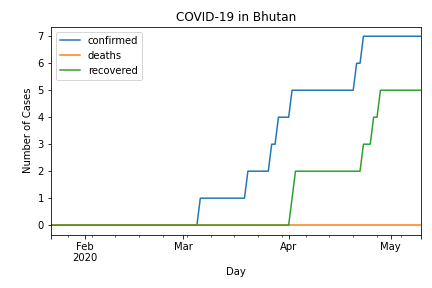 COVID-19 in Bhutan
confirmed
deaths
recovered
Number of Cases
7
6
5
4
3
2
1
0
Feb
2020
Mar
Apr
May
Day